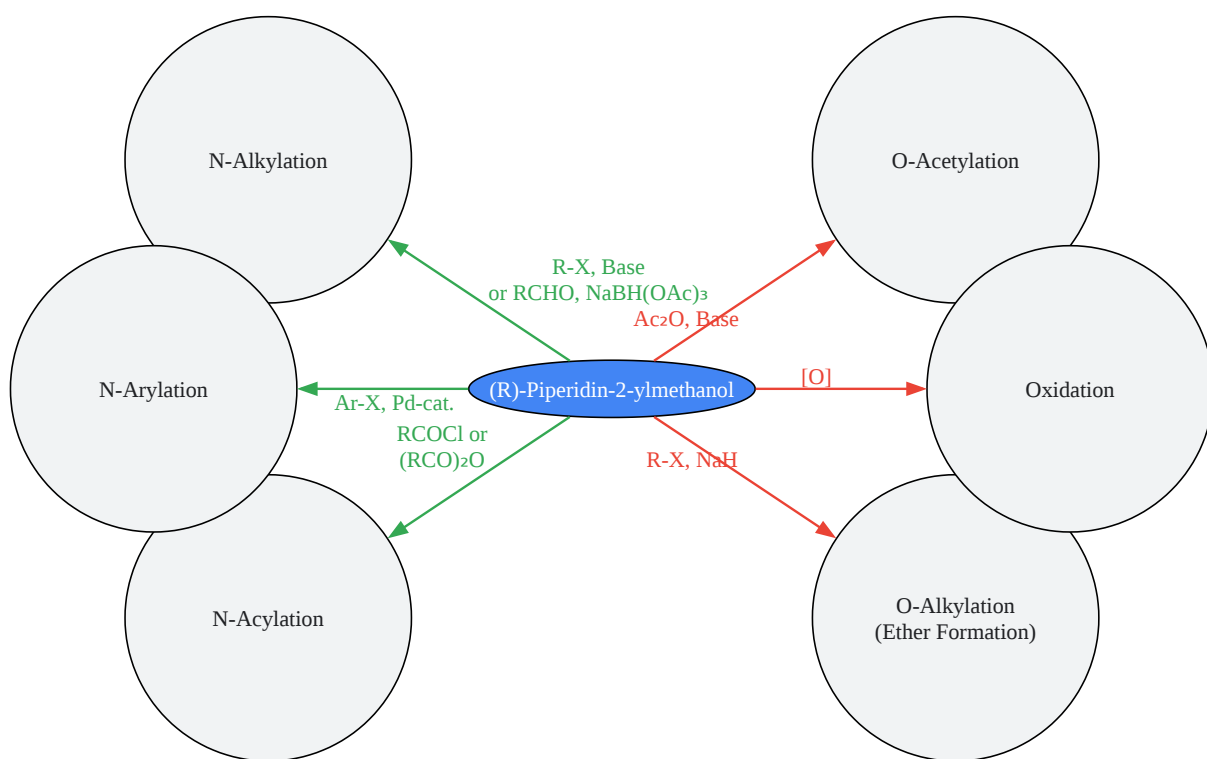 N-Alkylation
O-Acetylation
R-X, Base
or RCHO, NaBH(OAc)₃
Ac₂O, Base
N-Arylation
(R)-Piperidin-2-ylmethanol
[O]
Oxidation
Ar-X, Pd-cat.
RCOCl or
(RCO)₂O
R-X, NaH
N-Acylation
O-Alkylation
(Ether Formation)